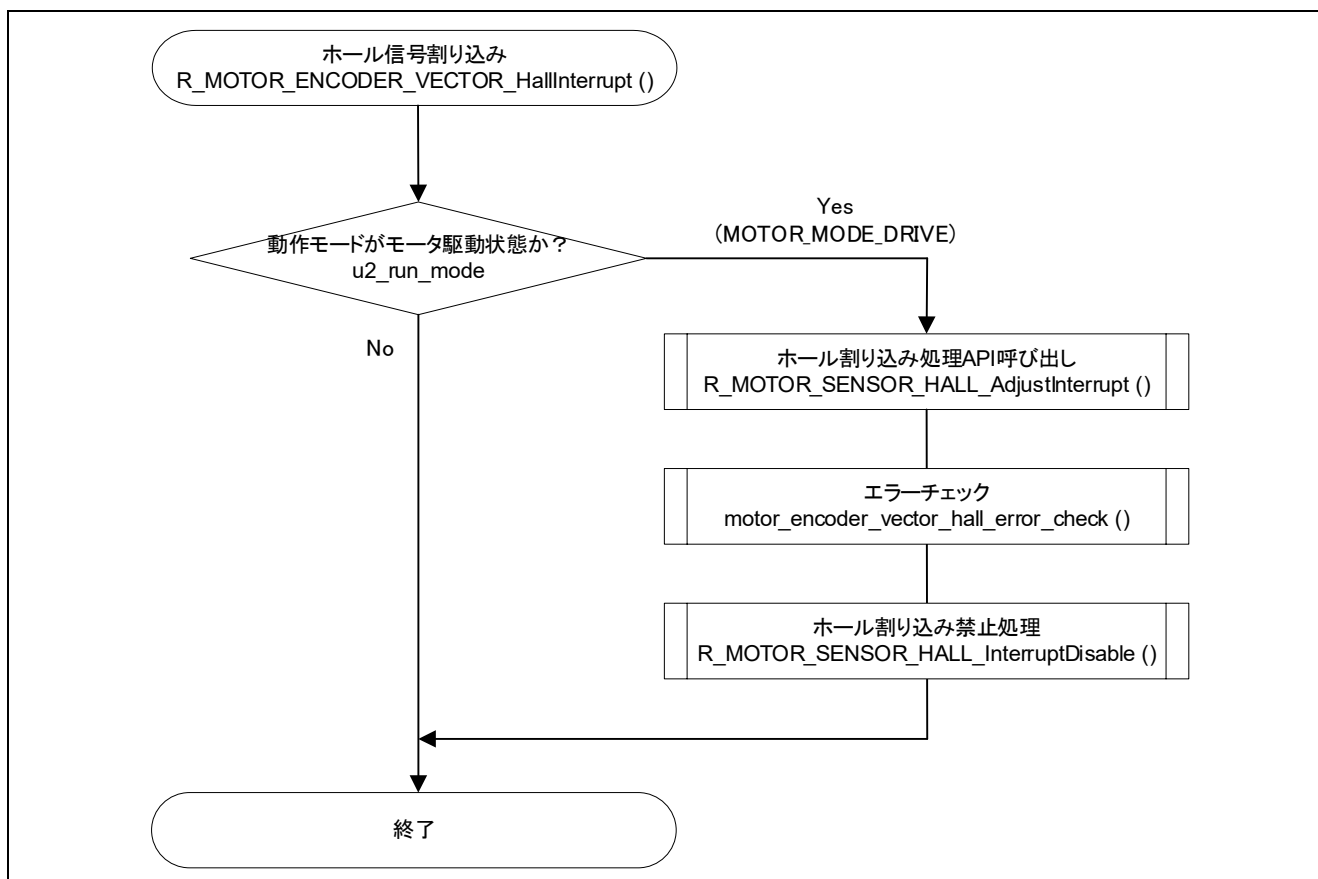 ホール信号割り込み
R_MOTOR_ENCODER_VECTOR_HallInterrupt ()
動作モードがモータ駆動状態か？
u2_run_mode
Yes
（MOTOR_MODE_DRIVE）
No
ホール割り込み処理API呼び出し
R_MOTOR_SENSOR_HALL_AdjustInterrupt ()
エラーチェック
motor_encoder_vector_hall_error_check ()
ホール割り込み禁止処理
R_MOTOR_SENSOR_HALL_InterruptDisable ()
終了